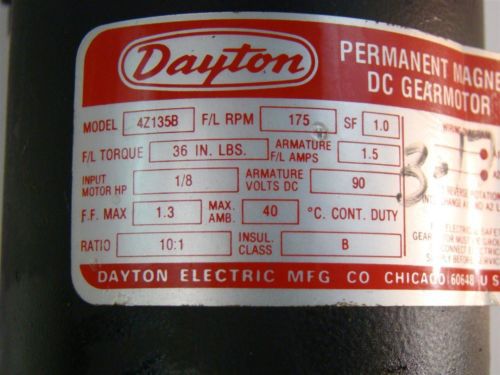 Dayton
PERMANENT MAGNE
DC GEARMOTOR
MODEL 4Z135B F/L RPM 175 SF 1.0
F/L TORQUE 36 IN. LBS. ARMATURE F/L AMPS 1.5
INPUT MOTOR HP 1/8 ARMATURE VOLTS DC 90
F.F. MAX 1.3 MAX. AMB. 40 °C. CONT. DUTY
RATIO 10:1 INSUL. CLASS B
DAYTON ELECTRIC MFG CO CHICAGO 60648 U S